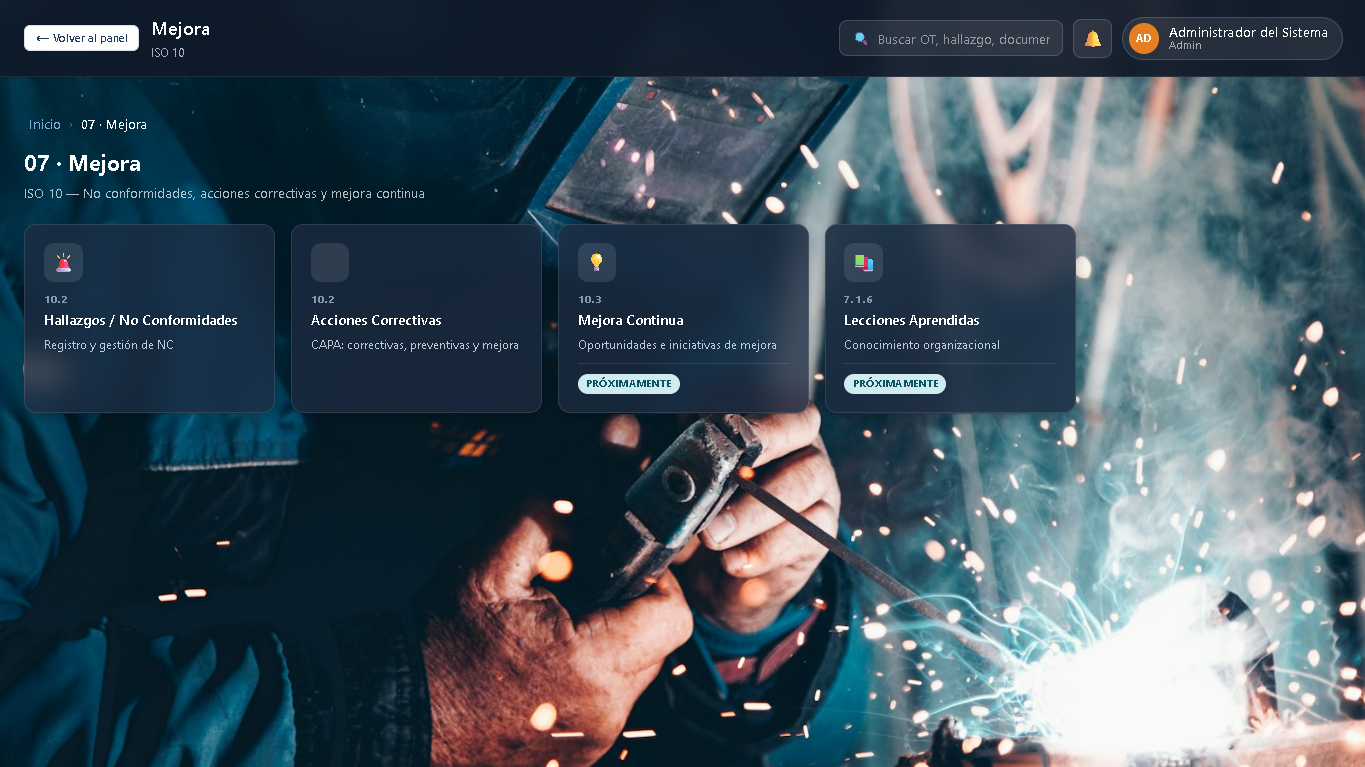 ← Volver al panel
Mejora
ISO 10
Buscar OT, hallazgo, documer
AD
Administrador del Sistema
Admin
Inicio › 07 · Mejora
07 · Mejora
ISO 10 — No conformidades, acciones correctivas y mejora continua
10.2
Hallazgos / No Conformidades
Registro y gestión de NC
10.2
Acciones Correctivas
CAPA: correctivas, preventivas y mejora
10.3
Mejora Continua
Oportunidades e iniciativas de mejora
PRÓXIMAMENTE
7.1.6
Lecciones Aprendidas
Conocimiento organizacional
PRÓXIMAMENTE